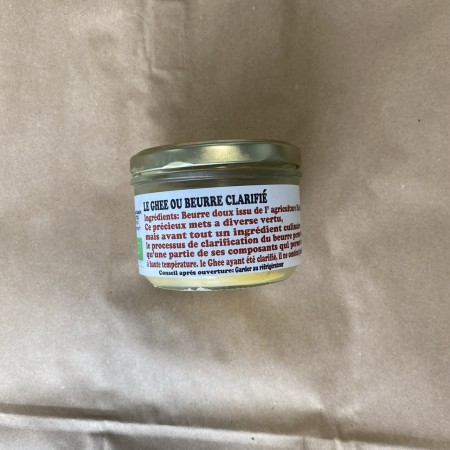 LE GHEE OU BEURRE CLARIFIÉ
Ingrédients: Beurre doux issu de l' agriculture
Ce précieux mets a diverse vertu,
mais avant tout un ingrédient
le processus de clarification du beurre
qu'une partie de ses composants qui
à haute température. le Ghee ayant été clarifié, il ne
Conseil après ouverture: Garder au réfrigérateur